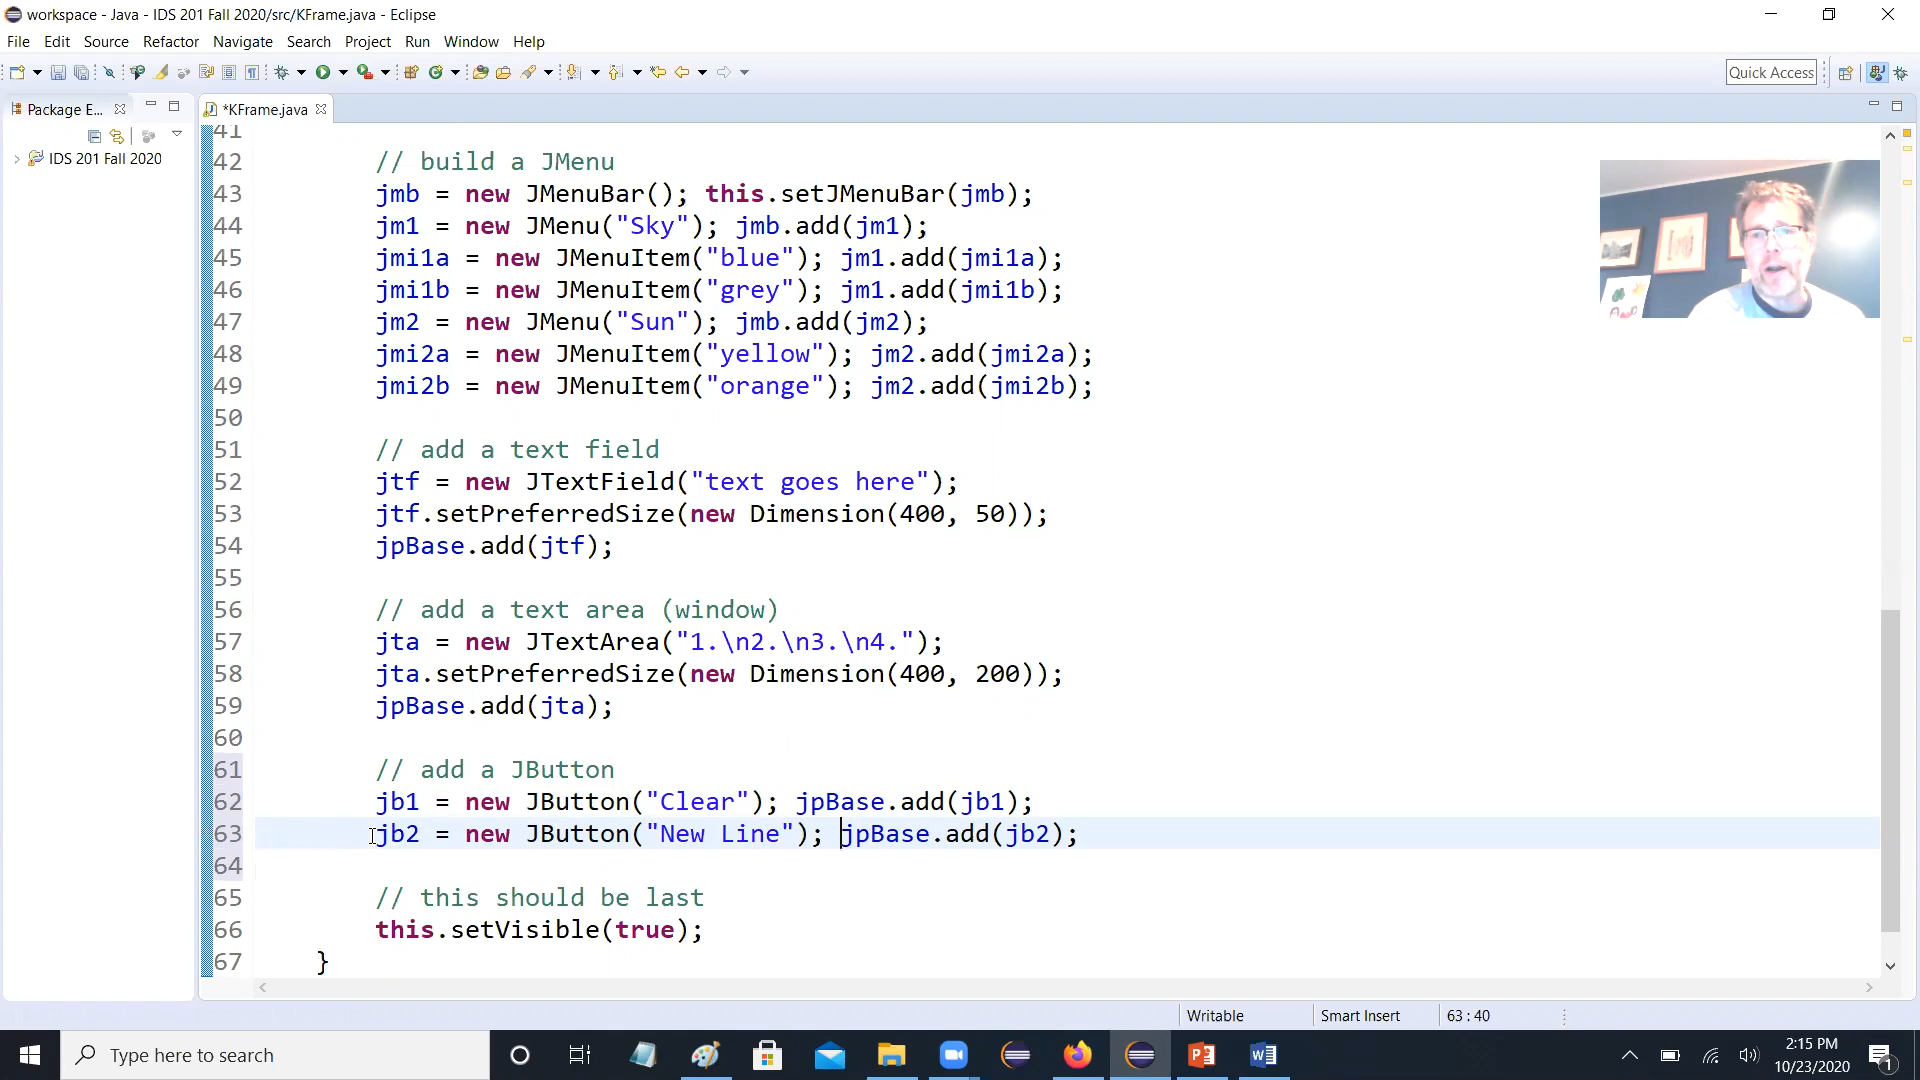 workspace - Java - IDS 201 Fall 2020/src/KFrame.java - Eclipse
File Edit Source Refactor Navigate Search Project Run Window Help
Quick Access
Package E...
*KFrame.java
IDS 201 Fall 2020
41
42 // build a JMenu
43 jmb = new JMenuBar(); this.setJMenuBar(jmb);
44 jm1 = new JMenu("Sky"); jmb.add(jm1);
45 jmi1a = new JMenuItem("blue"); jm1.add(jmi1a);
46 jmi1b = new JMenuItem("grey"); jm1.add(jmi1b);
47 jm2 = new JMenu("Sun"); jmb.add(jm2);
48 jmi2a = new JMenuItem("yellow"); jm2.add(jmi2a);
49 jmi2b = new JMenuItem("orange"); jm2.add(jmi2b);
50
51 // add a text field
52 jtf = new JTextField("text goes here");
53 jtf.setPreferredSize(new Dimension(400, 50));
54 jpBase.add(jtf);
55
56 // add a text area (window)
57 jta = new JTextArea("1.\n2.\n3.\n4.");
58 jta.setPreferredSize(new Dimension(400, 200));
59 jpBase.add(jta);
60
61 // add a JButton
62 jb1 = new JButton("Clear"); jpBase.add(jb1);
63 jb2 = new JButton("New Line"); jpBase.add(jb2);
64
65 // this should be last
66 this.setVisible(true);
67 }
Writable Smart Insert 63 : 40
Type here to search
2:15 PM
10/23/2020
1